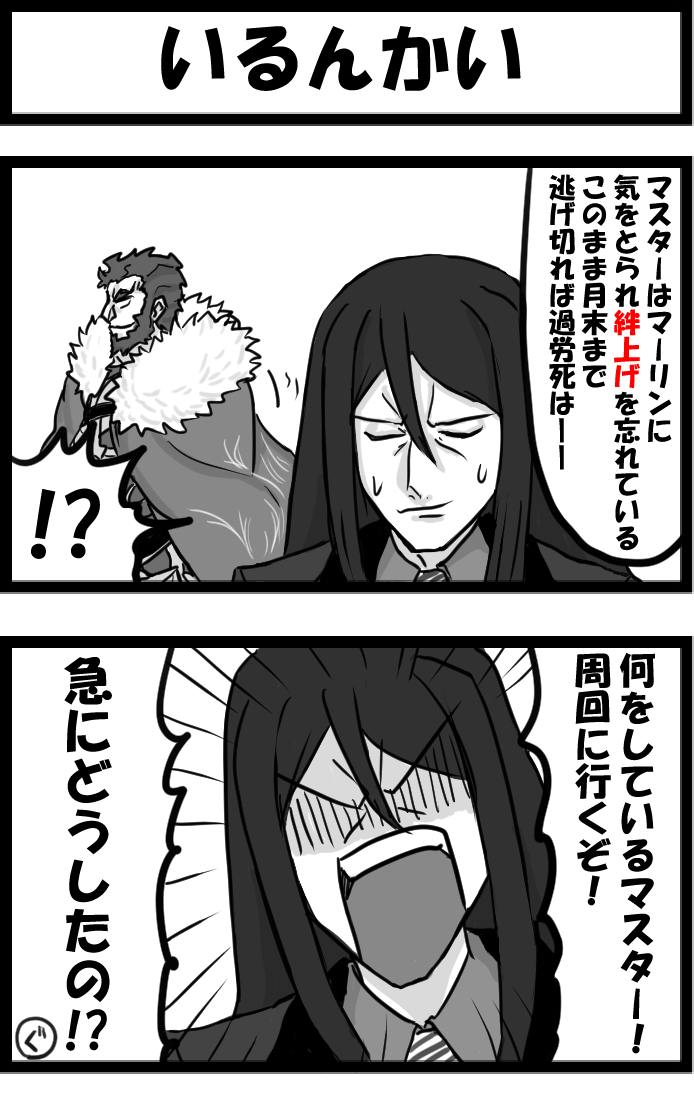 いるんかい
マスターはマーリンに
気をとられ絆上げを忘れている
このまま月末まで
逃げ切れば過労死はーー
!?
何をしているマスター！
周回に行くぞ！
急にどうしたの!?
ぐ